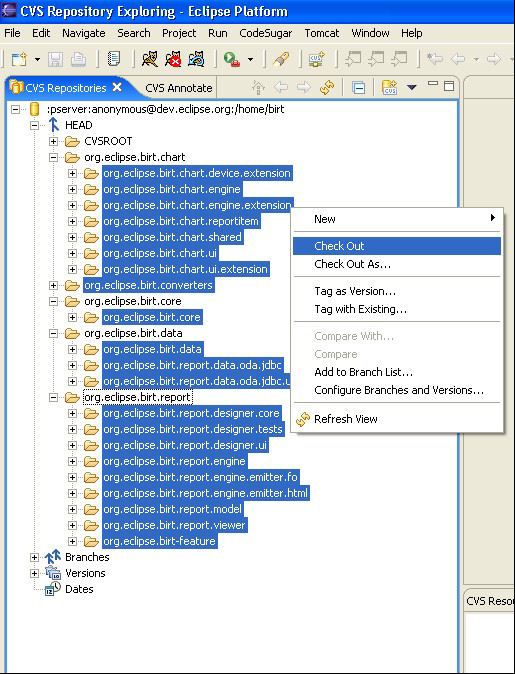 CVS Repository Exploring - Eclipse Platform
File Edit Navigate Search Project Run CodeSugar Tomcat Window Help
CVS Repositories CVS Annotate
:pserver:anonymous@dev.eclipse.org:/home/birt
HEAD
CVSROOT
org.eclipse.birt.chart
org.eclipse.birt.chart.device.extension
org.eclipse.birt.chart.engine
org.eclipse.birt.chart.engine.extension
org.eclipse.birt.chart.reportitem
org.eclipse.birt.chart.shared
org.eclipse.birt.chart.ui
org.eclipse.birt.chart.ui.extension
org.eclipse.birt.converters
org.eclipse.birt.core
org.eclipse.birt.core
org.eclipse.birt.data
org.eclipse.birt.data
org.eclipse.birt.report.data.oda.jdbc
org.eclipse.birt.report.data.oda.jdbc.u
org.eclipse.birt.report
org.eclipse.birt.report.designer.core
org.eclipse.birt.report.designer.tests
org.eclipse.birt.report.designer.ui
org.eclipse.birt.report.engine
org.eclipse.birt.report.engine.emitter.fo
org.eclipse.birt.report.engine.emitter.html
org.eclipse.birt.report.model
org.eclipse.birt.report.viewer
org.eclipse.birt-feature
Branches
Versions
Dates
New
Check Out
Check Out As...
Tag as Version...
Tag with Existing...
Compare With...
Compare
Add to Branch List...
Configure Branches and Versions...
Refresh View
CVS Resou